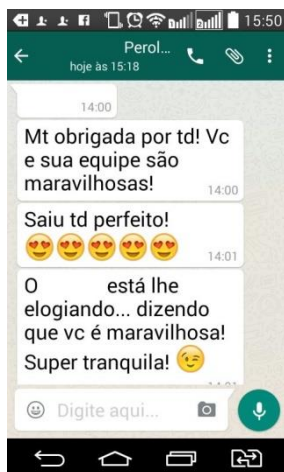 15:50
Perol...
hoje às 15:18
14:00
Mt obrigada por td! Vc
e sua equipe são
maravilhosas!
14:00
Saiu td perfeito!
14:01
O está lhe
elogiando... dizendo
que vc é maravilhosa!
Super tranquila!
Digite aqui...